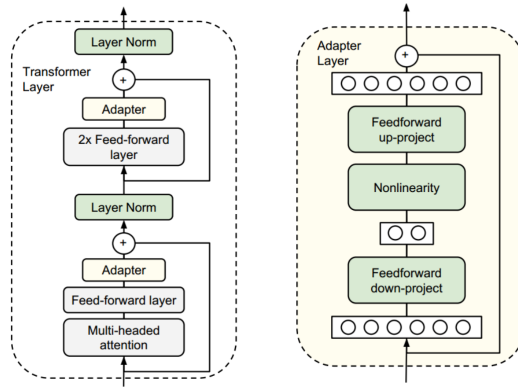 Layer Norm
Transformer
Layer
+
Adapter
2x Feed-forward
layer
Layer Norm
+
Adapter
Feed-forward layer
Multi-headed
attention
Adapter
Layer
+
Feedforward
up-project
Nonlinearity
Feedforward
down-project